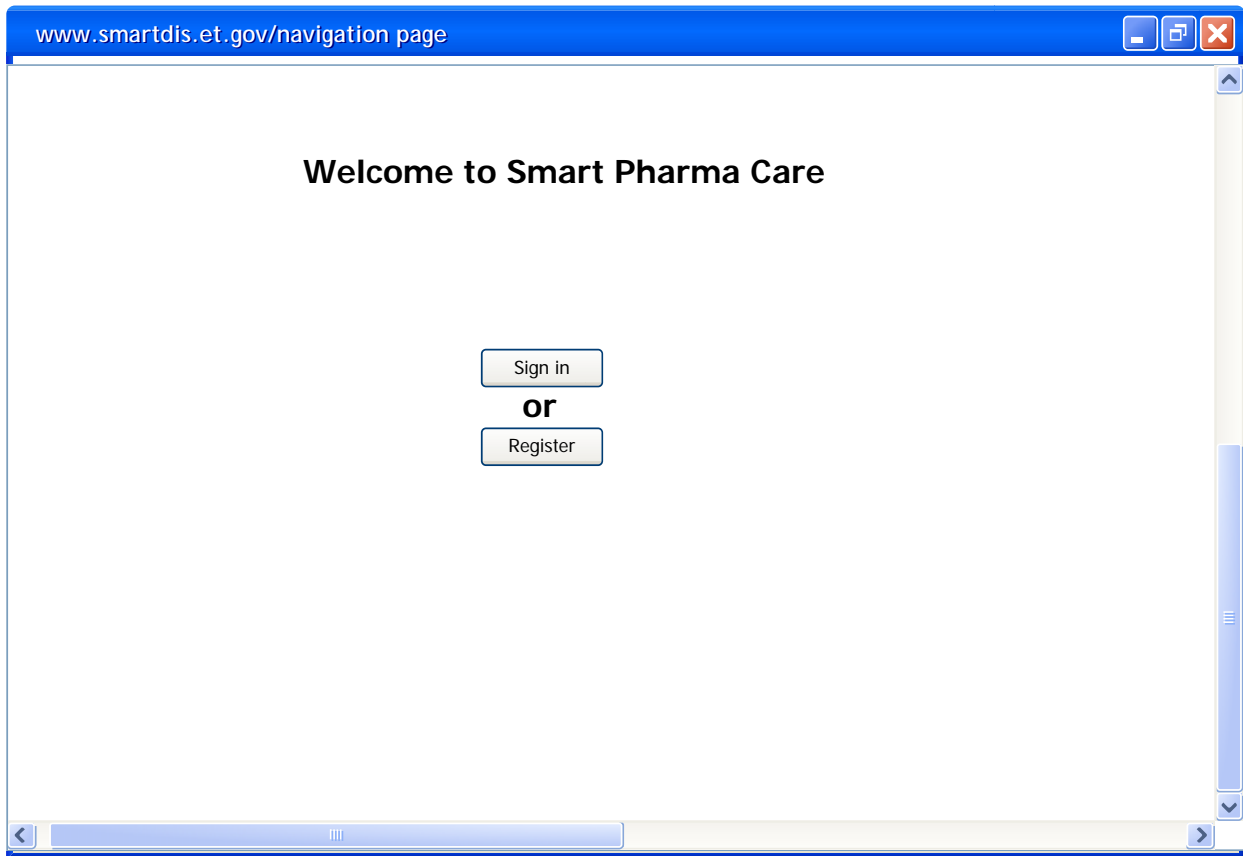 www.smartdis.et.gov/navigation page
Welcome to Smart Pharma Care
Sign in
or
Register